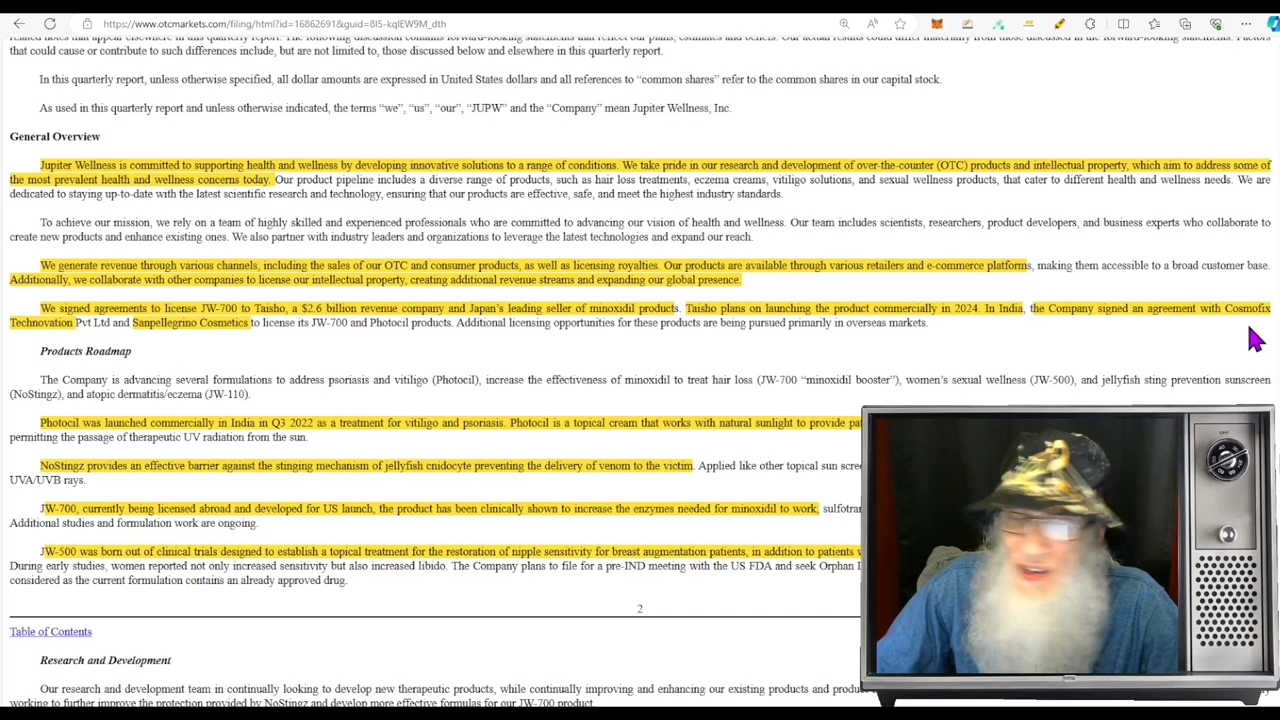 https://www.otcmarkets.com/filing/html?id=16862691&guid=8I5-kqlEW9M_dth
that could cause or contribute to such differences include, but are not limited to, those discussed below and elsewhere in this quarterly report.
In this quarterly report, unless otherwise specified, all dollar amounts are expressed in United States dollars and all references to “common shares” refer to the common shares in our capital stock.
As used in this quarterly report and unless otherwise indicated, the terms “we”, “us”, “our”, “JUPW” and the “Company” mean Jupiter Wellness, Inc.
General Overview
Jupiter Wellness is committed to supporting health and wellness by developing innovative solutions to a range of conditions. We take pride in our research and development of over-the-counter (OTC) products and intellectual property, which aim to address some of
the most prevalent health and wellness concerns today. Our product pipeline includes a diverse range of products, such as hair loss treatments, eczema creams, vitiligo solutions, and sexual wellness products, that cater to different health and wellness needs. We are
dedicated to staying up-to-date with the latest scientific research and technology, ensuring that our products are effective, safe, and meet the highest industry standards.
To achieve our mission, we rely on a team of highly skilled and experienced professionals who are committed to advancing our vision of health and wellness. Our team includes scientists, researchers, product developers, and business experts who collaborate to
create new products and enhance existing ones. We also partner with industry leaders and organizations to leverage the latest technologies and expand our reach.
We generate revenue through various channels, including the sales of our OTC and consumer products, as well as licensing royalties. Our products are available through various retailers and e-commerce platforms, making them accessible to a broad customer base.
Additionally, we collaborate with other companies to license our intellectual property, creating additional revenue streams and expanding our global presence.
We signed agreements to license JW-700 to Taisho, a $2.6 billion revenue company and Japan’s leading seller of minoxidil products. Taisho plans on launching the product commercially in 2024. In India, the Company signed an agreement with Cosmofix
Technovation Pvt Ltd and Sanpellegrino Cosmetics to license its JW-700 and Photocil products. Additional licensing opportunities for these products are being pursued primarily in overseas markets.
Products Roadmap
The Company is advancing several formulations to address psoriasis and vitiligo (Photocil), increase the effectiveness of minoxidil to treat hair loss (JW-700 “minoxidil booster”), women’s sexual wellness (JW-500), and jellyfish sting prevention sunscreen
(NoStingz), and atopic dermatitis/eczema (JW-110).
Photocil was launched commercially in India in Q3 2022 as a treatment for vitiligo and psoriasis. Photocil is a topical cream that works with natural sunlight to provide
permitting the passage of therapeutic UV radiation from the sun.
NoStingz provides an effective barrier against the stinging mechanism of jellyfish cnidocyte preventing the delivery of venom to the victim. Applied like other topical sun
UVA/UVB rays.
JW-700, currently being licensed abroad and developed for US launch, the product has been clinically shown to increase the enzymes needed for minoxidil to work,
Additional studies and formulation work are ongoing.
JW-500 was born out of clinical trials designed to establish a topical treatment for the restoration of nipple sensitivity for breast augmentation patients, in addition to patients
During early studies, women reported not only increased sensitivity but also increased libido. The Company plans to file for a pre-IND meeting with the US FDA and seek Orphan
considered as the current formulation contains an already approved drug.
2
Table of Contents
Research and Development
Our research and development team in continually looking to develop new therapeutic products, while continually improving and enhancing our existing products and
working to further improve the protection provided by NoStingz and develop more effective formulas for our JW-700 product.